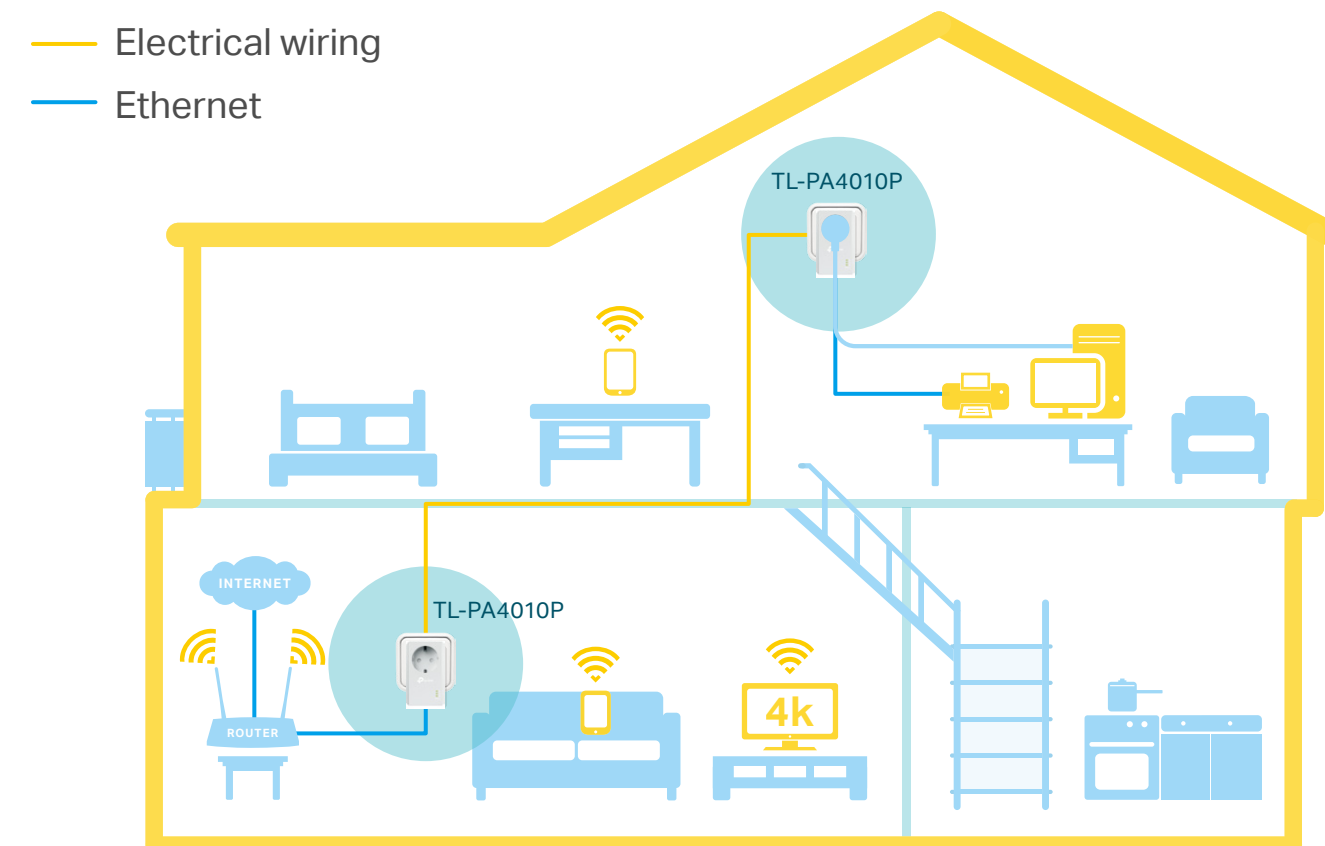 Electrical wiring
Ethernet
TL-PA4010P
INTERNET
TL-PA4010P
4k
ROUTER